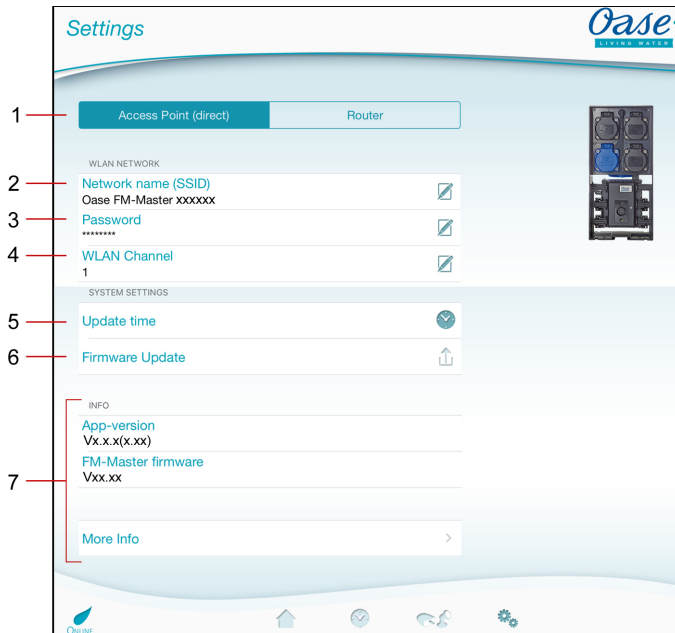 Settings
Oase
LIVING WATER
1
Access Point (direct)
Router
WLAN NETWORK
2
Network name (SSID)
Oase FM-Master xxxxxx
3
Password
********
4
WLAN Channel
1
SYSTEM SETTINGS
5
Update time
6
Firmware Update
7
INFO
App-version
Vx.x.x(x.xx)
FM-Master firmware
Vxx.xx
More Info
ONLINE